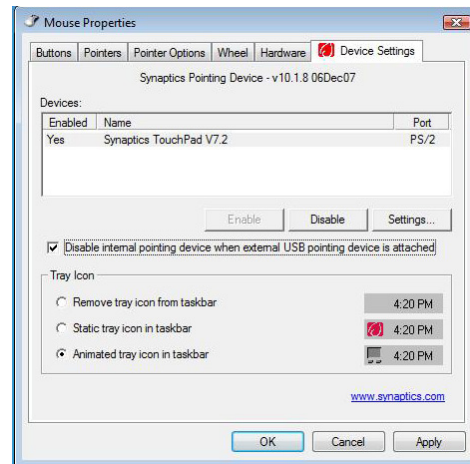 Mouse Properties
Buttons Pointers Pointer Options Wheel Hardware Device Settings
Synaptics Pointing Device - v10.1.8 06Dec07
Devices:
Enabled Name Port
Yes Synaptics TouchPad V7.2 PS/2
Enable Disable Settings...
Disable internal pointing device when external USB pointing device is attached
Tray Icon
Remove tray icon from taskbar 4:20 PM
Static tray icon in taskbar 4:20 PM
Animated tray icon in taskbar 4:20 PM
www.synaptics.com
OK Cancel Apply